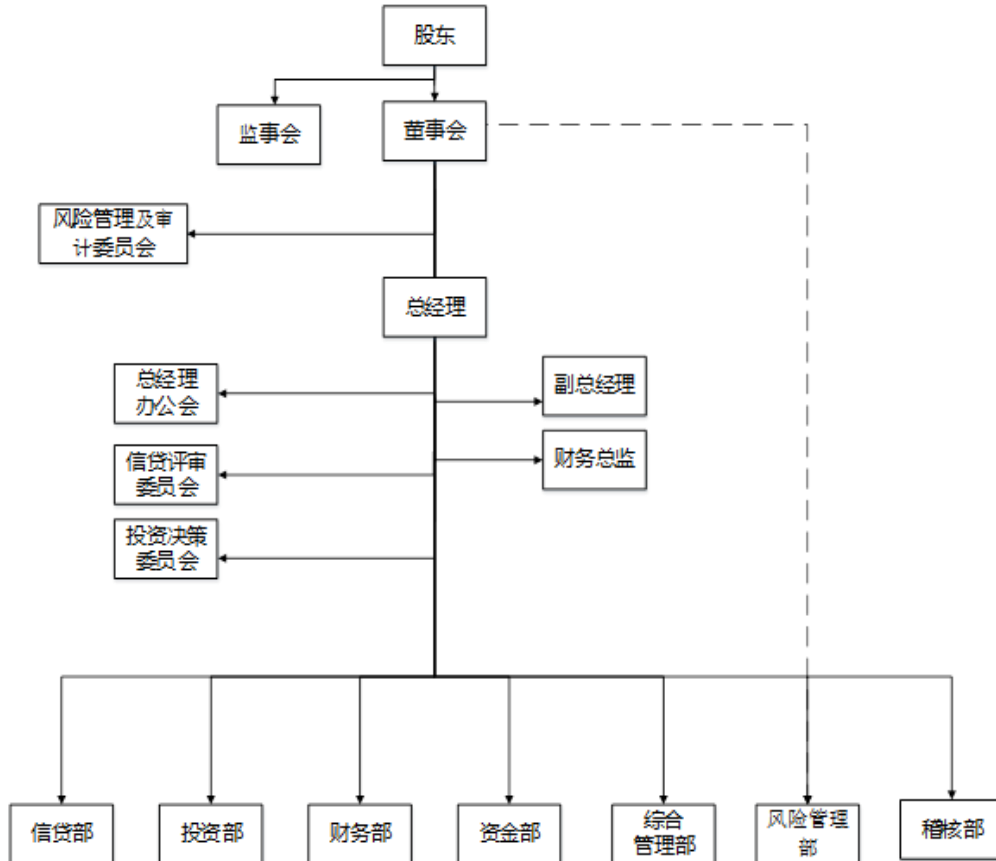 股东
监事会
董事会
风险管理及审
计委员会
总经理
总经理
办公会
副总经理
信贷评审
委员会
财务总监
投资决策
委员会
信贷部
投资部
财务部
资金部
综合
管理部
风险管理
部
稽核部